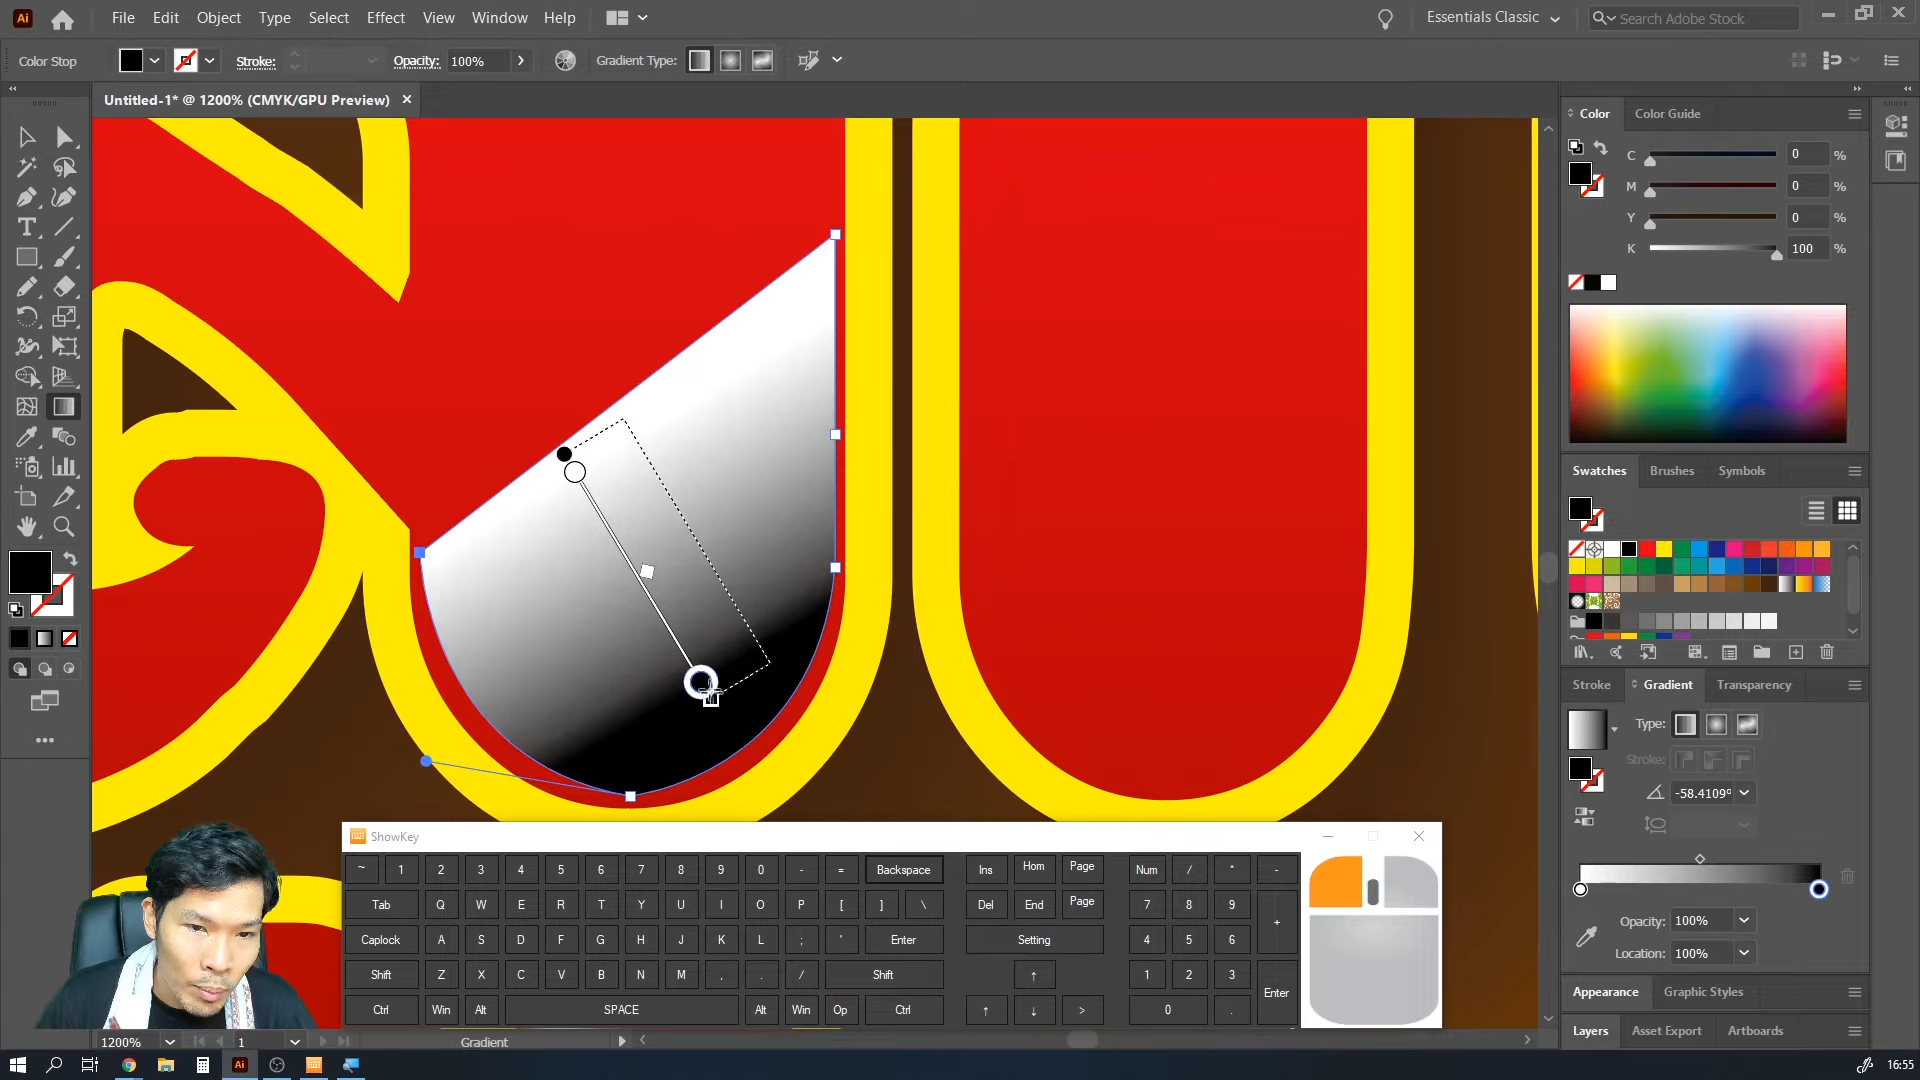 Ai File Edit Object Type Select Effect View Window Help Essentials Classic Search Adobe Stock
Color Stop Stroke: Opacity: 100% Gradient Type:
Untitled-1* @ 1200% (CMYK/GPU Preview)
Color Color Guide
C 0 %
M 0 %
Y 0 %
K 100 %
Swatches Brushes Symbols
Stroke Gradient Transparency
Type:
Stroke:
-58.4109°
Opacity: 100%
Location: 100%
Appearance Graphic Styles
Layers Asset Export Artboards
ShowKey
~ 1 2 3 4 5 6 7 8 9 0 - = Backspace Ins Hom Page Num / * -
Tab Q W E R T Y U I O P [ ] \ Del End Page 7 8 9 +
Caplock A S D F G H J K L ; ' Enter Setting 4 5 6
Shift Z X C V B N M , . / Shift ↑ 1 2 3 Enter
Ctrl Win Alt SPACE Alt Win Op Ctrl ↑ ↓ > 0 .
1200% 1 Gradient
Ai 16:55